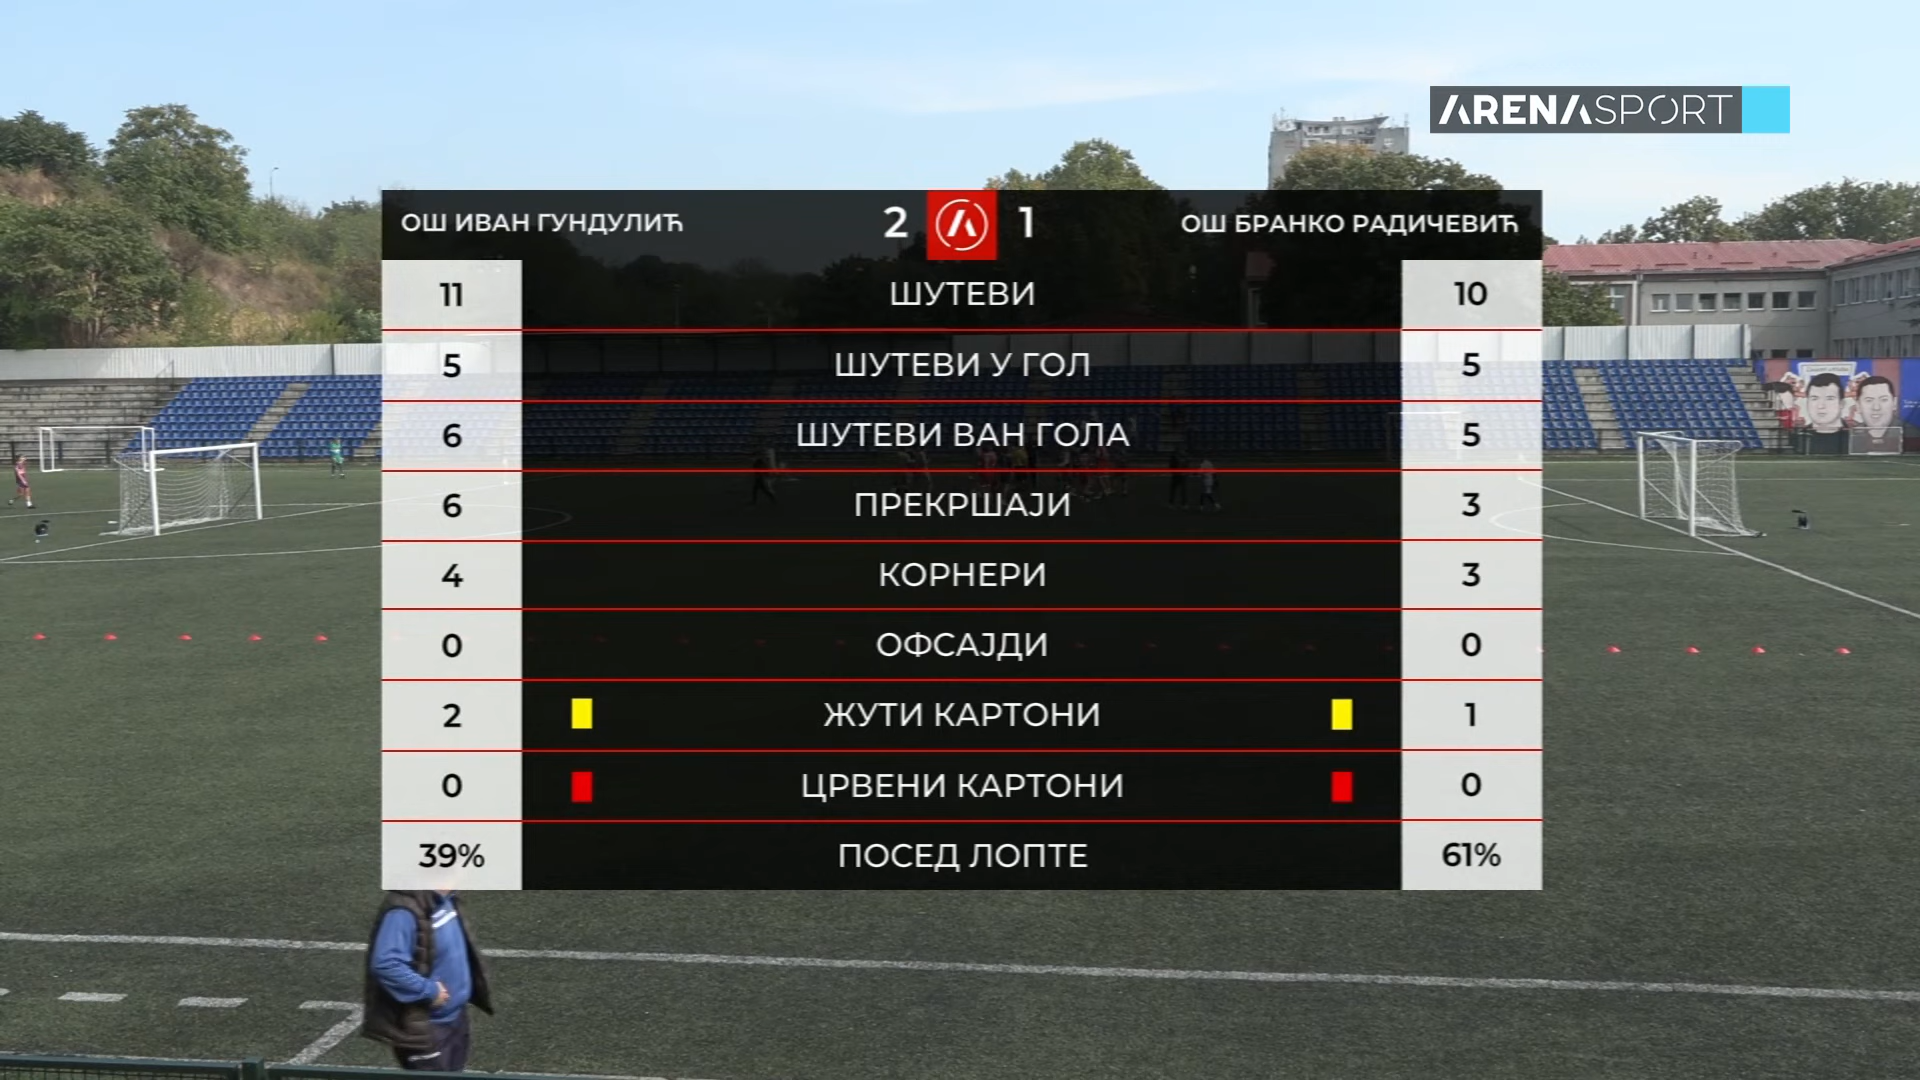 ARENASPORT
ОШ ИВАН ГУНДУЛИЋ 2 1 ОШ БРАНКО РАДИЧЕВИЋ
11 ШУТЕВИ 10
5 ШУТЕВИ У ГОЛ 5
6 ШУТЕВИ ВАН ГОЛА 5
6 ПРЕКРШАЈИ 3
4 КОРНЕРИ 3
0 ОФСАЈДИ 0
2 ЖУТИ КАРТОНИ 1
0 ЦРВЕНИ КАРТОНИ 0
39% ПОСЕД ЛОПТЕ 61%